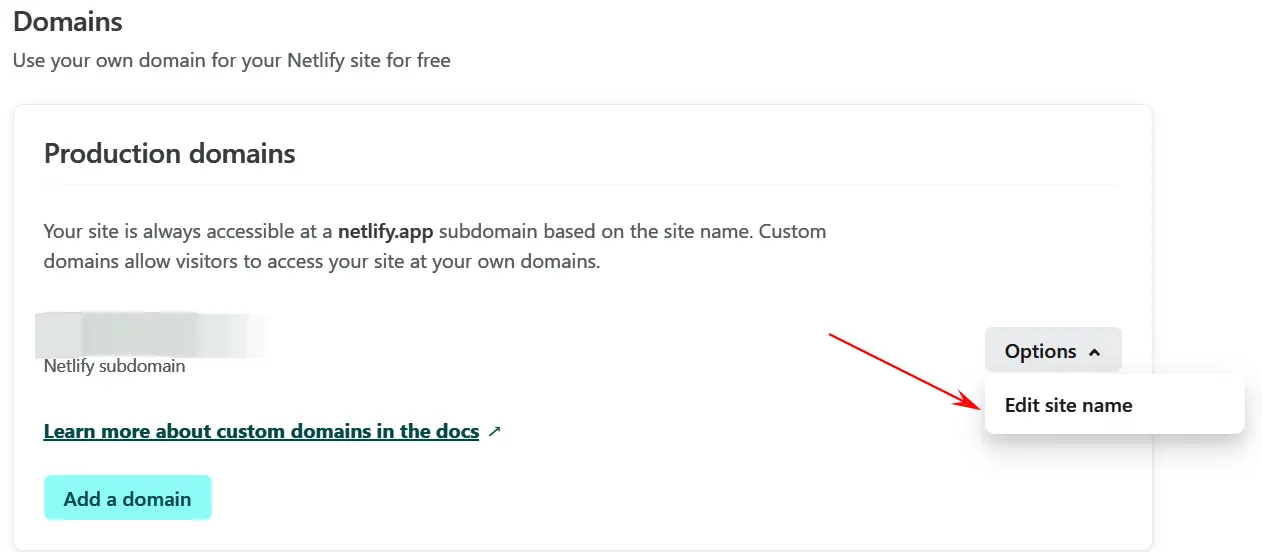 Domains
Use your own domain for your Netlify site for free
Production domains
Your site is always accessible at a netlify.app subdomain based on the site name. Custom
domains allow visitors to access your site at your own domains.
Netlify subdomain
Options
Edit site name
Learn more about custom domains in the docs ↗
Add a domain